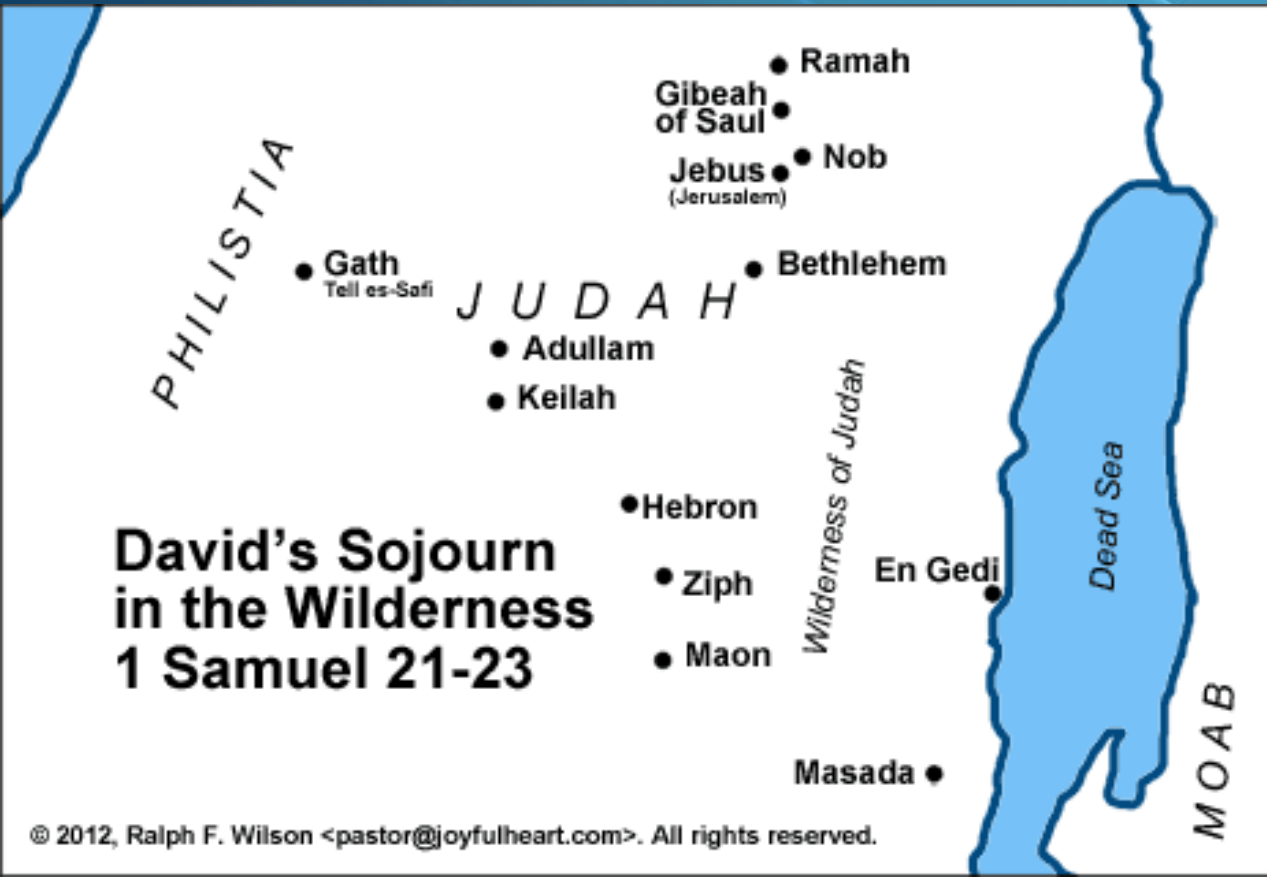 Ramah
Gibeah
of Saul
Nob
Jebus
(Jerusalem)
PHILISTIA
Gath
Tell es-Safi
Bethlehem
JUDAH
Adullam
Keilah
Wilderness of Judah
Dead Sea
Hebron
David's Sojourn
in the Wilderness
1 Samuel 21-23
Ziph
En Gedi
Maon
MOAB
Masada
© 2012, Ralph F. Wilson <pastor@joyfulheart.com>. All rights reserved.